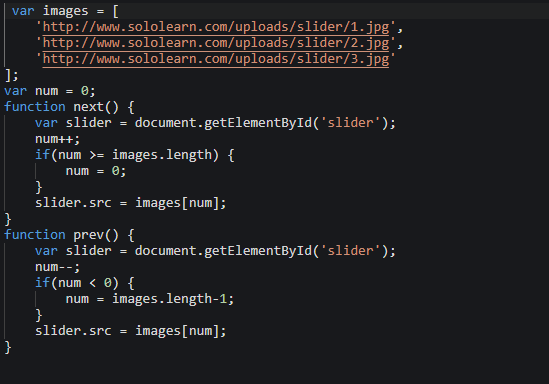 var images = [
    'http://www.sololearn.com/uploads/slider/1.jpg',
    'http://www.sololearn.com/uploads/slider/2.jpg',
    'http://www.sololearn.com/uploads/slider/3.jpg'
];
var num = 0;
function next() {
    var slider = document.getElementById('slider');
    num++;
    if(num >= images.length) {
        num = 0;
    }
    slider.src = images[num];
}
function prev() {
    var slider = document.getElementById('slider');
    num--;
    if(num < 0) {
        num = images.length-1;
    }
    slider.src = images[num];
}